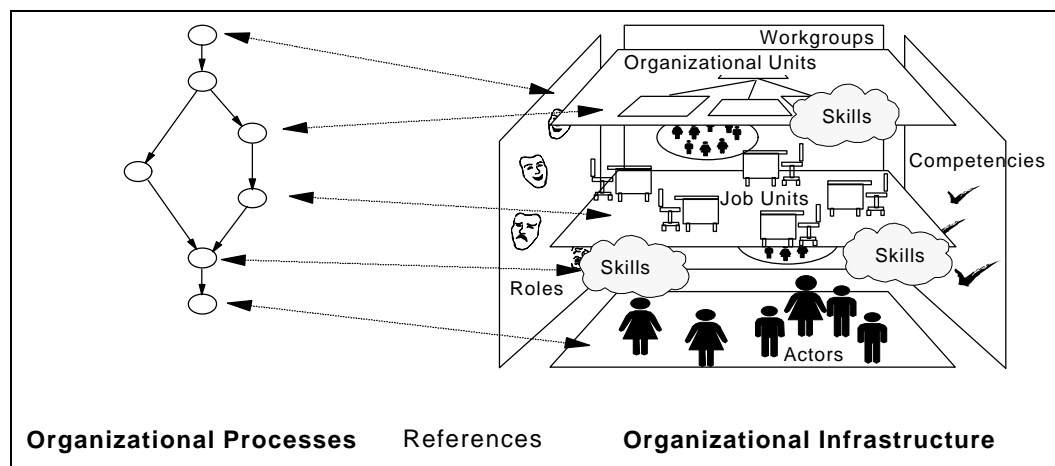 Workgroups
Organizational Units
Skills
Competencies
Job Units
Skills
Skills
Roles
Actors
Organizational Processes
References
Organizational Infrastructure